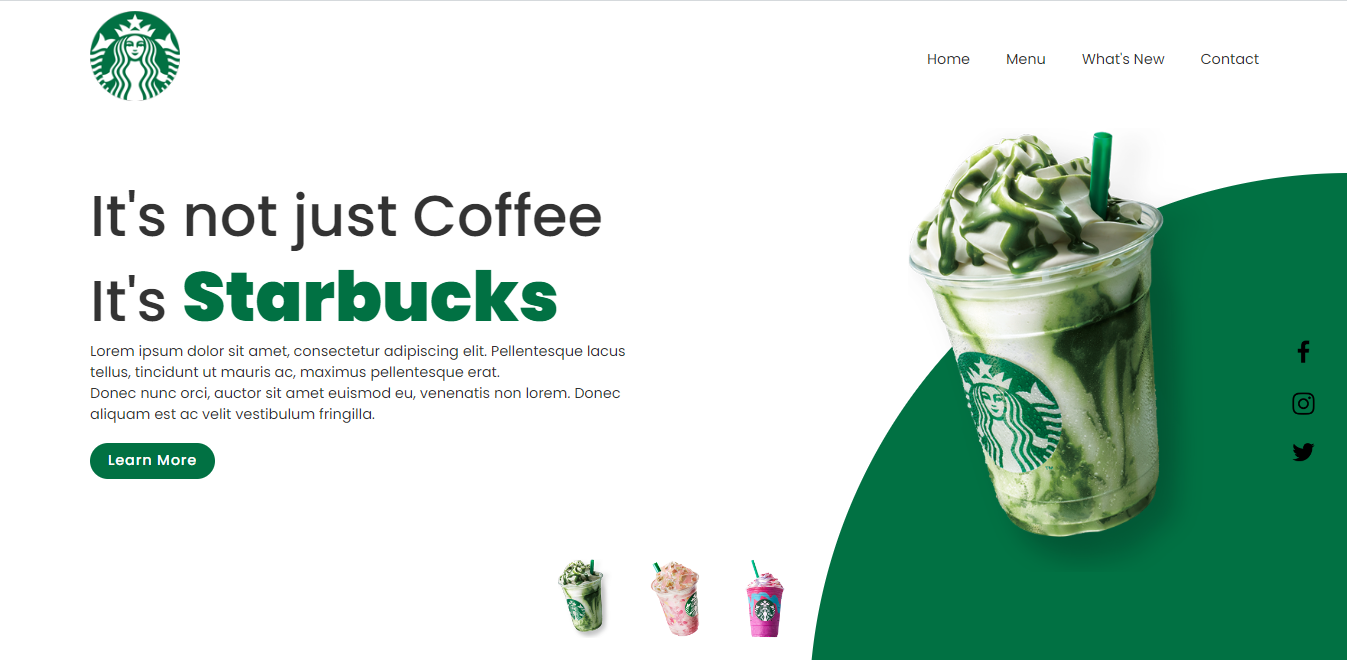 Home Menu What's New Contact
It's not just Coffee
It's Starbucks
Lorem ipsum dolor sit amet, consectetur adipiscing elit. Pellentesque lacus
tellus, tincidunt ut mauris ac, maximus pellentesque erat.
Donec nunc orci, auctor sit amet euismod eu, venenatis non lorem. Donec
aliquam est ac velit vestibulum fringilla.
Learn More